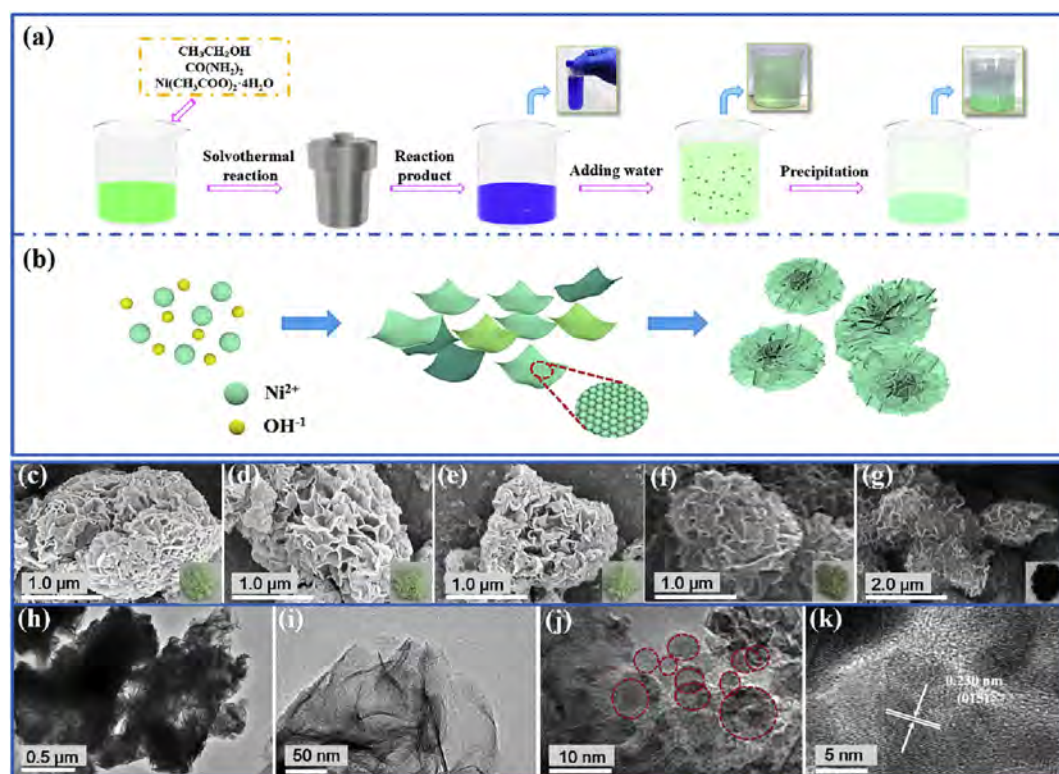 (a)
CH₃CH₂OH
CO(NH₂)₂
Ni(CH₃COO)₂·4H₂O
Solvothermal
reaction
Reaction
product
Adding water
Precipitation
(b)
Ni²⁺
OH⁻¹
(c)
1.0 μm
(d)
1.0 μm
(e)
1.0 μm
(f)
1.0 μm
(g)
2.0 μm
(h)
0.5 μm
(i)
50 nm
(j)
10 nm
(k)
0.230 nm
5 nm